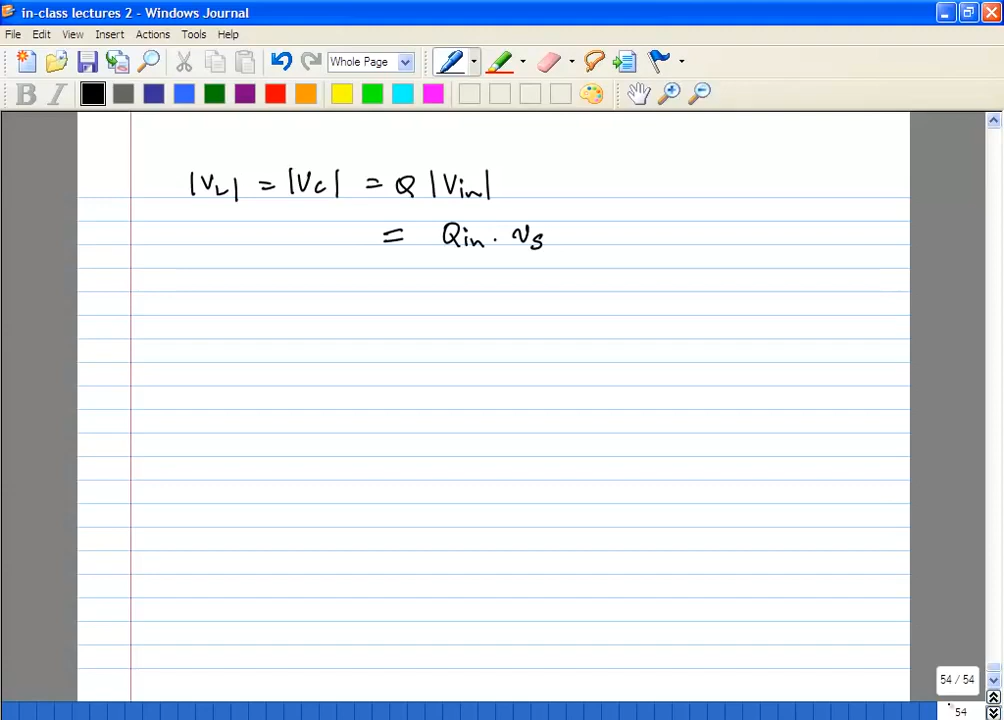 in-class lectures 2 - Windows Journal
File Edit View Insert Actions Tools Help
Whole Page
B I
|VL| = |VC| = Q |Vin|
= Qin · vs
54 / 54
54